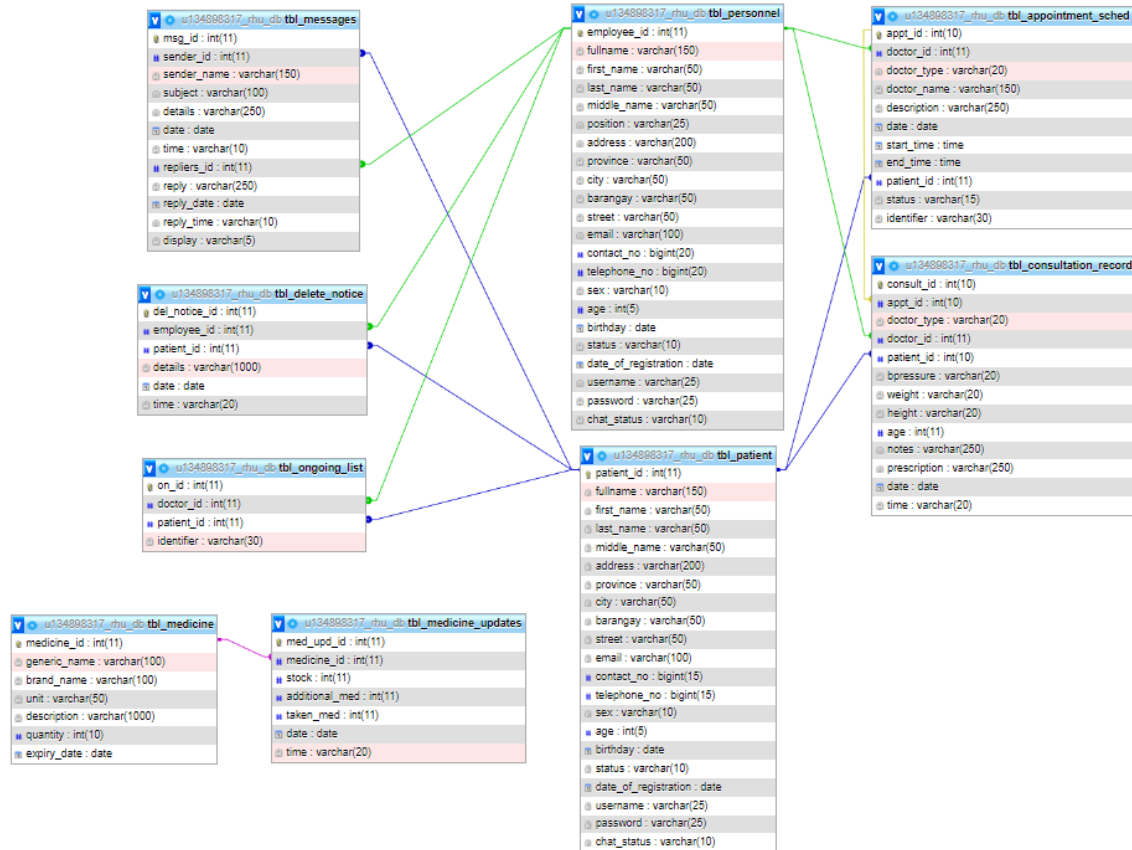 u134898317_rhu_db tbl_messages
msg_id : int(11)
sender_id : int(11)
sender_name : varchar(150)
subject : varchar(100)
details : varchar(250)
date : date
time : varchar(10)
repliers_id : int(11)
reply : varchar(250)
reply_date : date
reply_time : varchar(10)
display : varchar(5)
u134898317_rhu_db tbl_delete_notice
del_notice_id : int(11)
employee_id : int(11)
patient_id : int(11)
details : varchar(1000)
date : date
time : varchar(20)
u134898317_rhu_db tbl_ongoing_list
on_id : int(11)
doctor_id : int(11)
patient_id : int(11)
identifier : varchar(30)
u134898317_rhu_db tbl_medicine
medicine_id : int(11)
generic_name : varchar(100)
brand_name : varchar(100)
unit : varchar(50)
description : varchar(1000)
quantity : int(10)
expiry_date : date
u134898317_rhu_db tbl_medicine_updates
med_upd_id : int(11)
medicine_id : int(11)
stock : int(11)
additional_med : int(11)
taken_med : int(11)
date : date
time : varchar(20)
u134898317_rhu_db tbl_personnel
employee_id : int(11)
fullname : varchar(150)
first_name : varchar(50)
last_name : varchar(50)
middle_name : varchar(50)
position : varchar(25)
address : varchar(200)
province : varchar(50)
city : varchar(50)
barangay : varchar(50)
street : varchar(50)
email : varchar(100)
contact_no : bigint(20)
telephone_no : bigint(20)
sex : varchar(10)
age : int(5)
birthday : date
status : varchar(10)
date_of_registration : date
username : varchar(25)
password : varchar(25)
chat_status : varchar(10)
u134898317_rhu_db tbl_patient
patient_id : int(11)
fullname : varchar(150)
first_name : varchar(50)
last_name : varchar(50)
middle_name : varchar(50)
address : varchar(200)
province : varchar(50)
city : varchar(50)
barangay : varchar(50)
street : varchar(50)
email : varchar(100)
contact_no : bigint(15)
telephone_no : bigint(15)
sex : varchar(10)
age : int(5)
birthday : date
status : varchar(10)
date_of_registration : date
username : varchar(25)
password : varchar(25)
chat_status : varchar(10)
u134898317_rhu_db tbl_appointment_sched
appt_id : int(10)
doctor_id : int(11)
doctor_type : varchar(20)
doctor_name : varchar(150)
description : varchar(250)
date : date
start_time : time
end_time : time
patient_id : int(11)
status : varchar(15)
identifier : varchar(30)
u134898317_rhu_db tbl_consultation_record
consult_id : int(10)
appt_id : int(10)
doctor_type : varchar(20)
doctor_id : int(11)
patient_id : int(10)
bpressure : varchar(20)
weight : varchar(20)
height : varchar(20)
age : int(11)
notes : varchar(250)
prescription : varchar(250)
date : date
time : varchar(20)